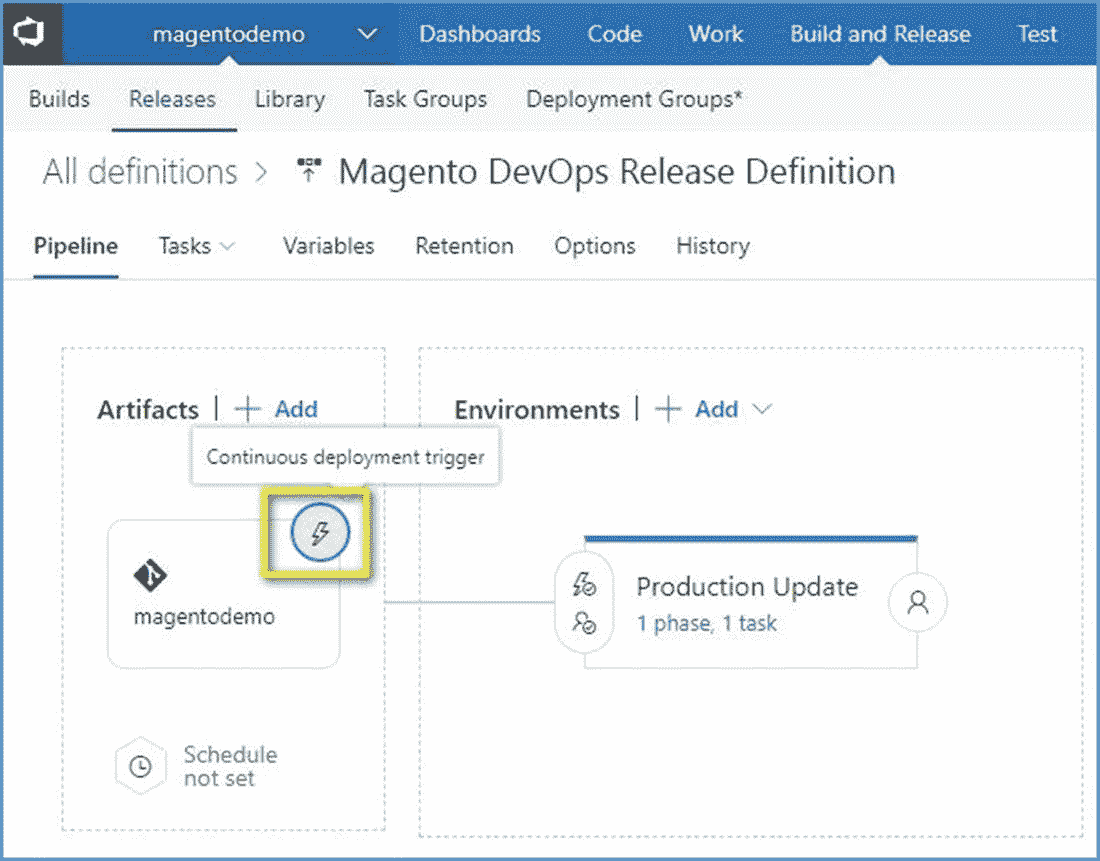 magentodemo Dashboards Code Work Build and Release Test
Builds Releases Library Task Groups Deployment Groups*
All definitions > Magento DevOps Release Definition
Pipeline Tasks Variables Retention Options History
Artifacts | + Add
Environments | + Add
Continuous deployment trigger
magentodemo
Production Update
1 phase, 1 task
Schedule
not set